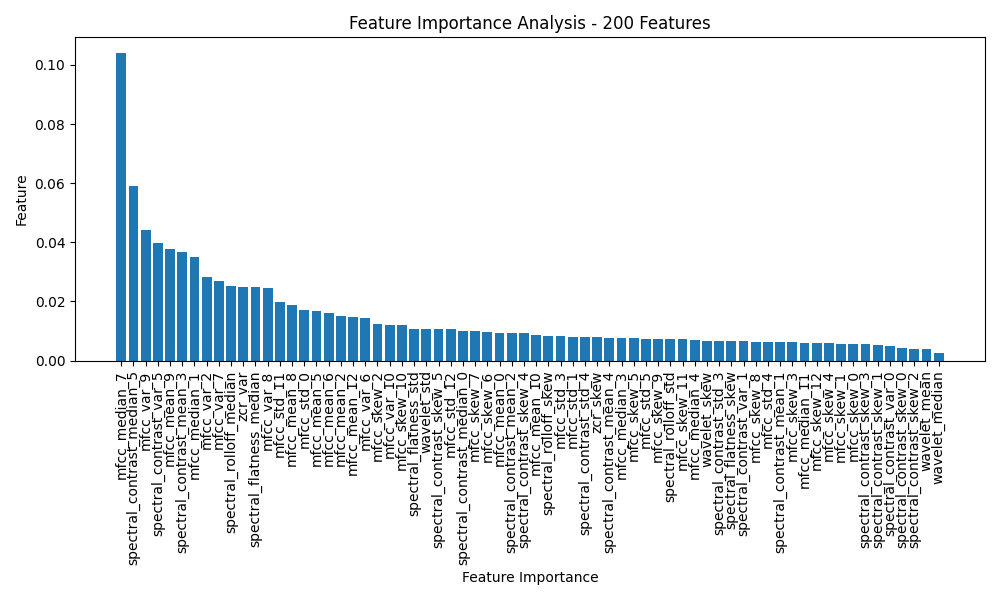 Feature Importance Analysis - 200 Features
Feature
0.10
0.08
0.06
0.04
0.02
0.00
mfcc_median_7
spectral_contrast_median_5
mfcc_var_9
spectral_contrast_var_5
mfcc_mean_9
spectral_contrast_median_3
mfcc_median_1
mfcc_var_2
mfcc_var_7
spectral_rolloff_median
zcr_var
spectral_flatness_median
mfcc_var_8
mfcc_std_11
mfcc_mean_8
mfcc_std_0
mfcc_mean_5
mfcc_mean_6
mfcc_mean_2
mfcc_mean_12
mfcc_var_6
mfcc_skew_2
mfcc_var_10
mfcc_skew_10
spectral_flatness_std
wavelet_std
spectral_contrast_skew_5
mfcc_std_12
spectral_contrast_median_0
mfcc_skew_7
mfcc_skew_6
mfcc_mean_0
spectral_contrast_mean_2
spectral_contrast_skew_4
mfcc_mean_10
spectral_rolloff_skew
mfcc_std_3
mfcc_std_1
spectral_contrast_std_4
zcr_skew
spectral_contrast_mean_4
mfcc_median_3
mfcc_skew_5
mfcc_std_5
mfcc_skew_9
spectral_rolloff_std
mfcc_skew_11
mfcc_median_4
wavelet_skew
spectral_contrast_std_3
spectral_flatness_skew
spectral_contrast_var_1
mfcc_skew_8
mfcc_std_4
spectral_contrast_mean_1
mfcc_skew_3
mfcc_median_11
mfcc_skew_12
mfcc_skew_4
mfcc_skew_1
mfcc_skew_0
spectral_contrast_skew_3
spectral_contrast_skew_1
spectral_contrast_var_0
spectral_contrast_skew_0
spectral_contrast_skew_2
wavelet_mean
wavelet_median
Feature Importance